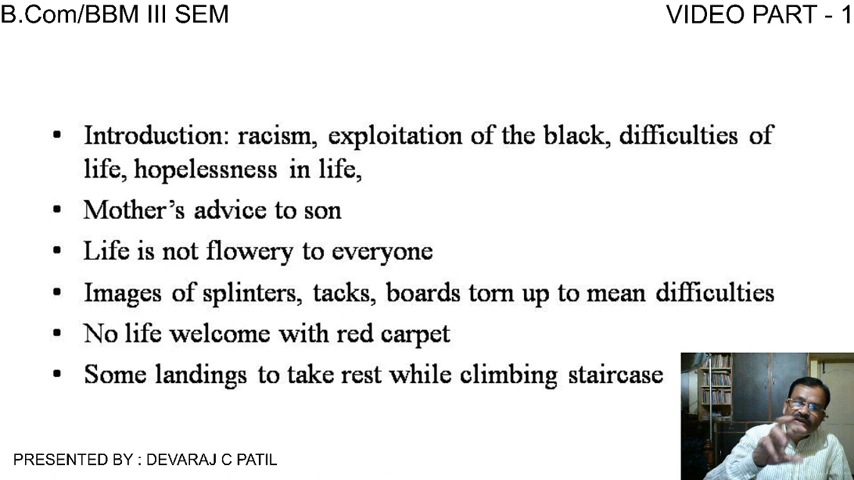 B.Com/BBM III SEM
VIDEO PART - 1
▪ Introduction: racism, exploitation of the black, difficulties of
life, hopelessness in life,
▪ Mother's advice to son
▪ Life is not flowery to everyone
▪ Images of splinters, tacks, boards torn up to mean difficulties
▪ No life welcome with red carpet
▪ Some landings to take rest while climbing staircase
PRESENTED BY : DEVARAJ C PATIL